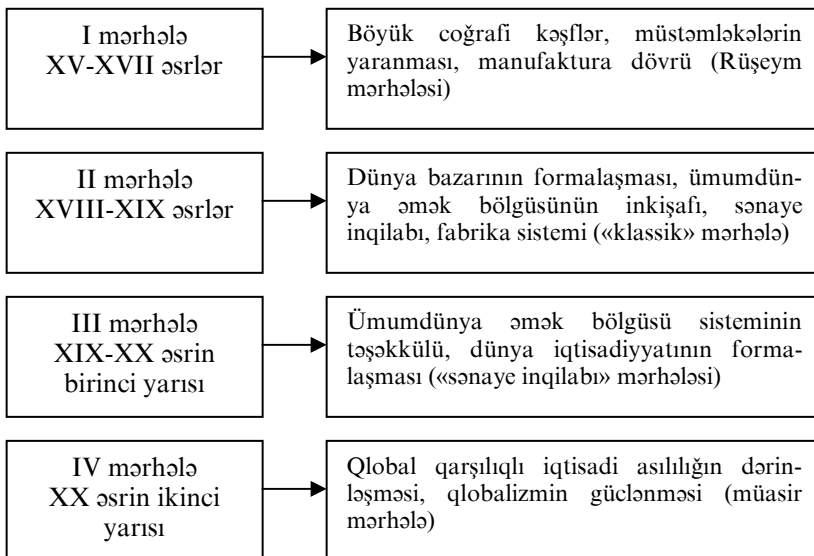 I mərhələ
XV-XVII əsrlər
Böyük coğrafi kəşflər, müstəmləkələrin
yaranması, manufaktura dövrü (Rüşeym
mərhələsi)
II mərhələ
XVIII-XIX əsrlər
Dünya bazarının formalaşması, ümumdün-
ya əmək bölgüsünün inkişafı, sənaye
inqilabı, fabrika sistemi («klassik» mərhələ)
III mərhələ
XIX-XX əsrin
birinci yarısı
Ümumdünya əmək bölgüsü sisteminin
təşəkkülü, dünya iqtisadiyyatının forma-
laşması («sənaye inqilabı» mərhələsi)
IV mərhələ
XX əsrin ikinci
yarısı
Qlobal qarşılıqlı iqtisadi asılılığın dərin-
ləşməsi, qlobalizmin güclənməsi (müasir
mərhələ)